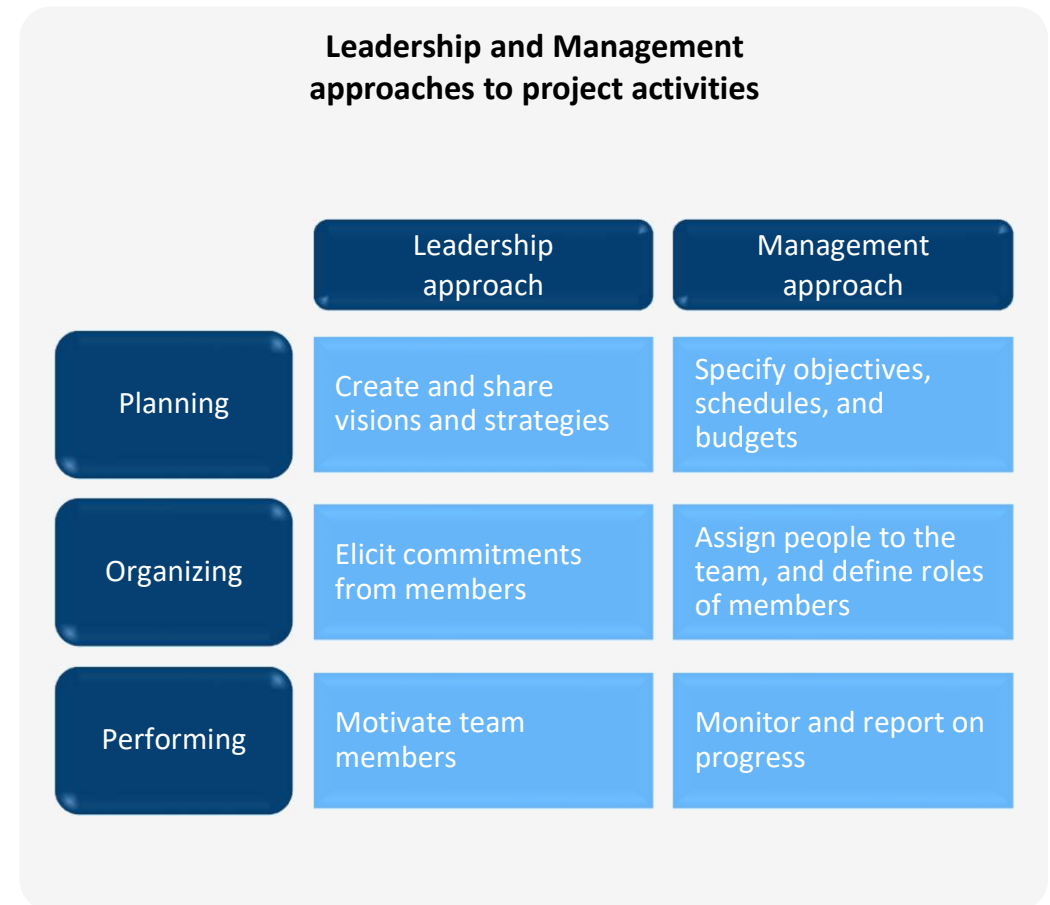 Leadership and Management
approaches to project activities
Leadership
approach
Management
approach
Planning
Create and share
visions and strategies
Specify objectives,
schedules, and
budgets
Organizing
Elicit commitments
from members
Assign people to the
team, and define roles
of members
Performing
Motivate team
members
Monitor and report on
progress